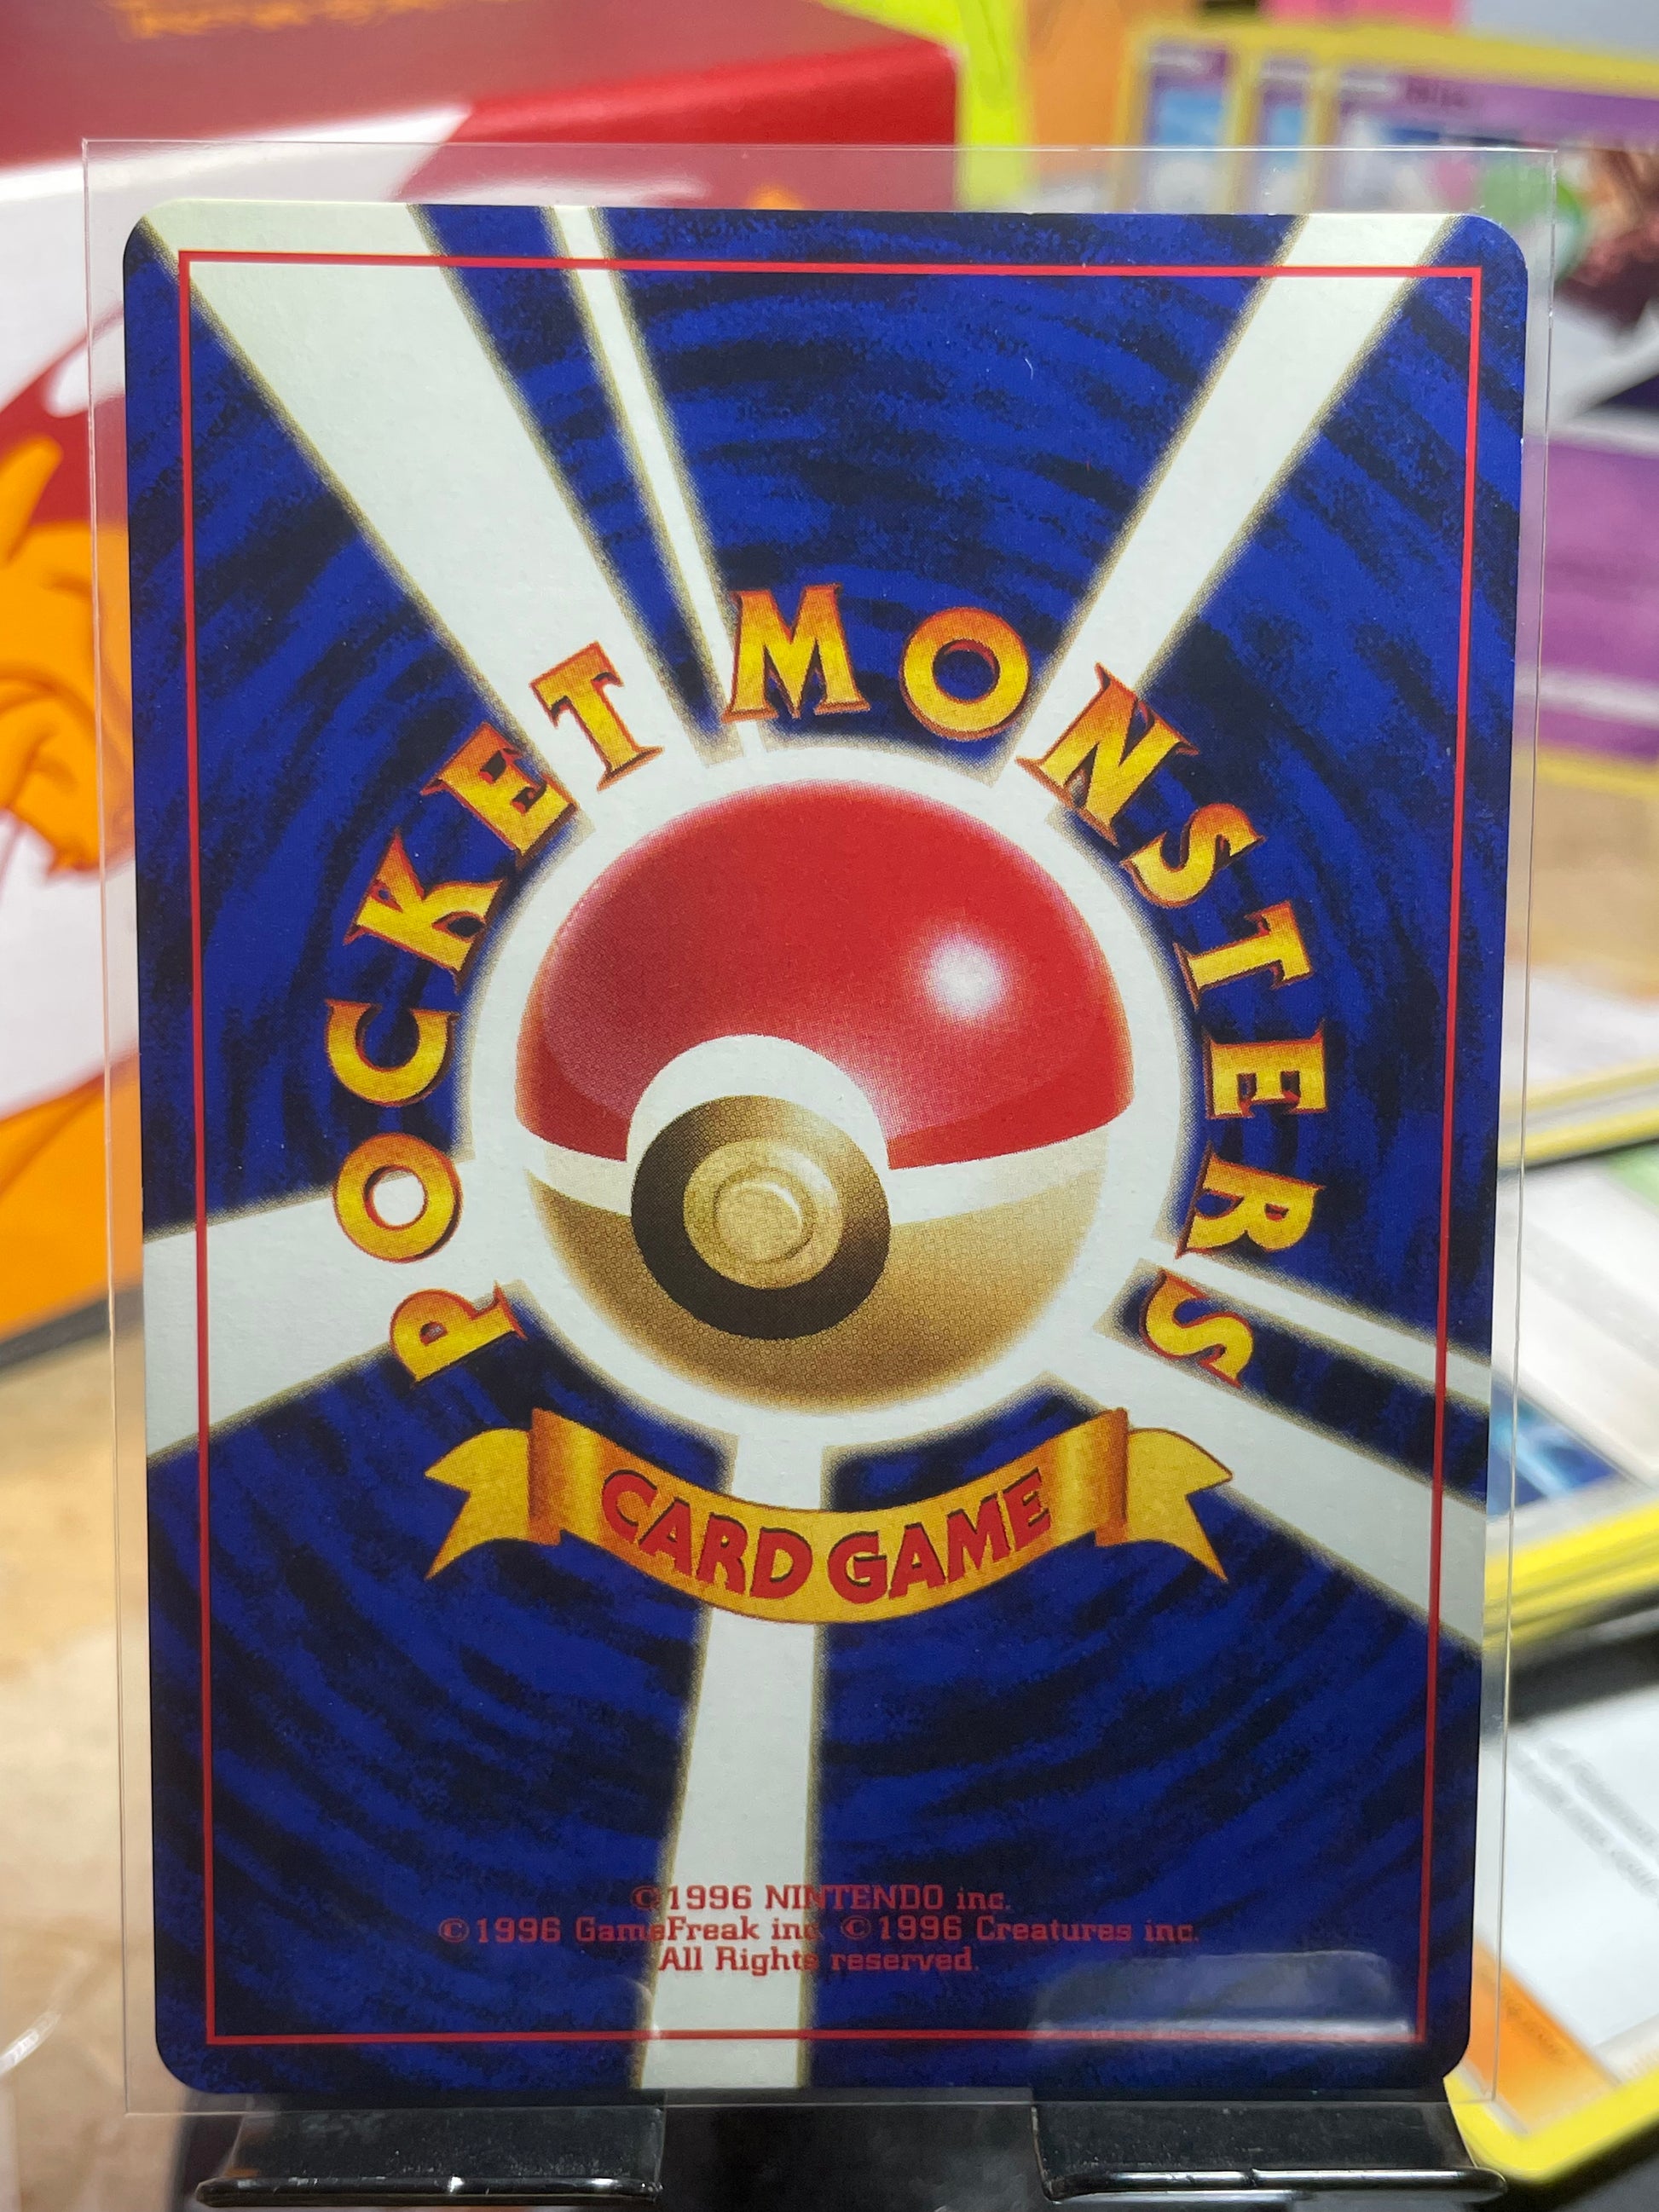 POCKET MONSTERS
CARD GAME
©1996 NINTENDO inc.
©1996 GameFreak inc. ©1996 Creatures inc.
All Rights reserved.